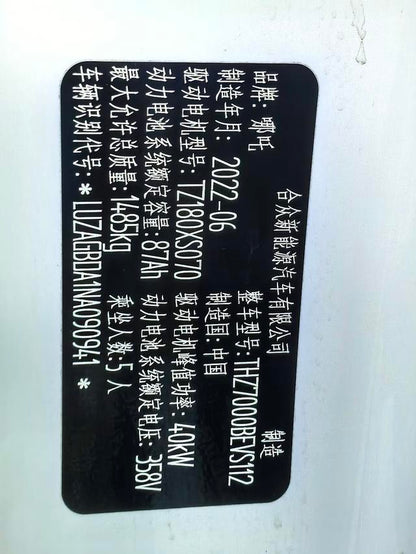 合众新能源汽车有限公司 制造
品牌: 哪吒 整车型号: THZ7000BEVS112
制造年月: 2022-06 制造国: 中国
驱动电机型号: TZ180XS070 驱动电机峰值功率: 40KW
动力电池系统额定容量: 87Ah 动力电池系统额定电压: 358V
最大允许总质量: 1485kg 乘坐人数: 5 人
车辆识别代号: * LUZAGBDA1NA090941 *